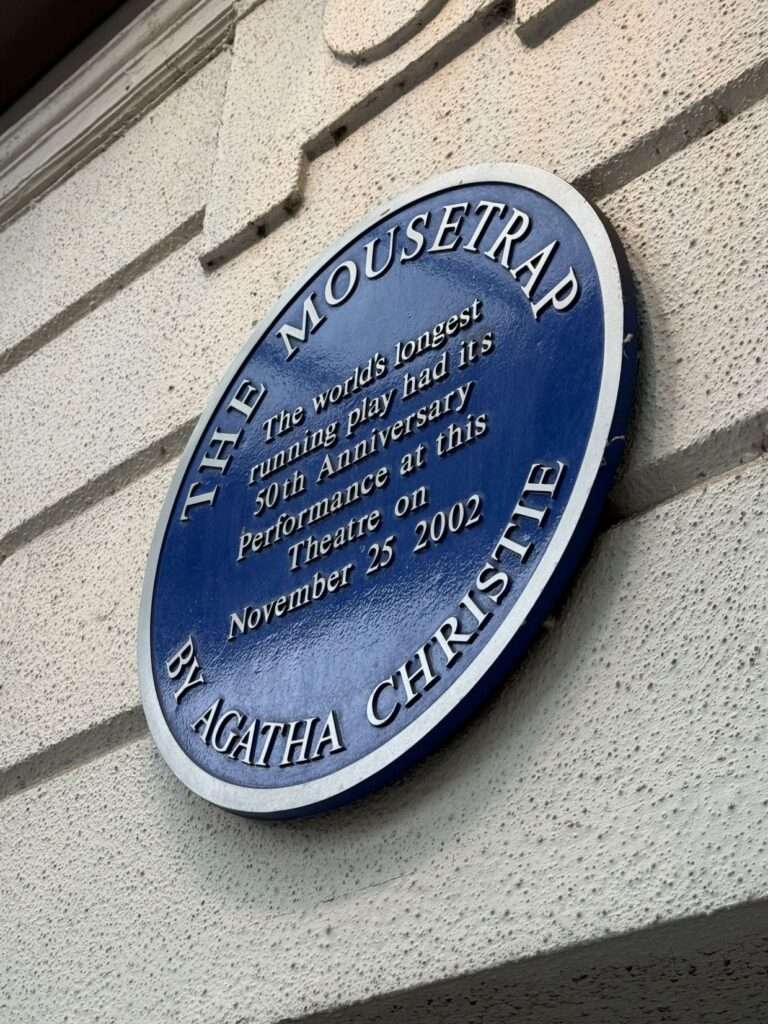 THE MOUSETRAP
The world's longest
running play had its
50th Anniversary
Performance at this
Theatre on
November 25 2002
BY AGATHA CHRISTIE